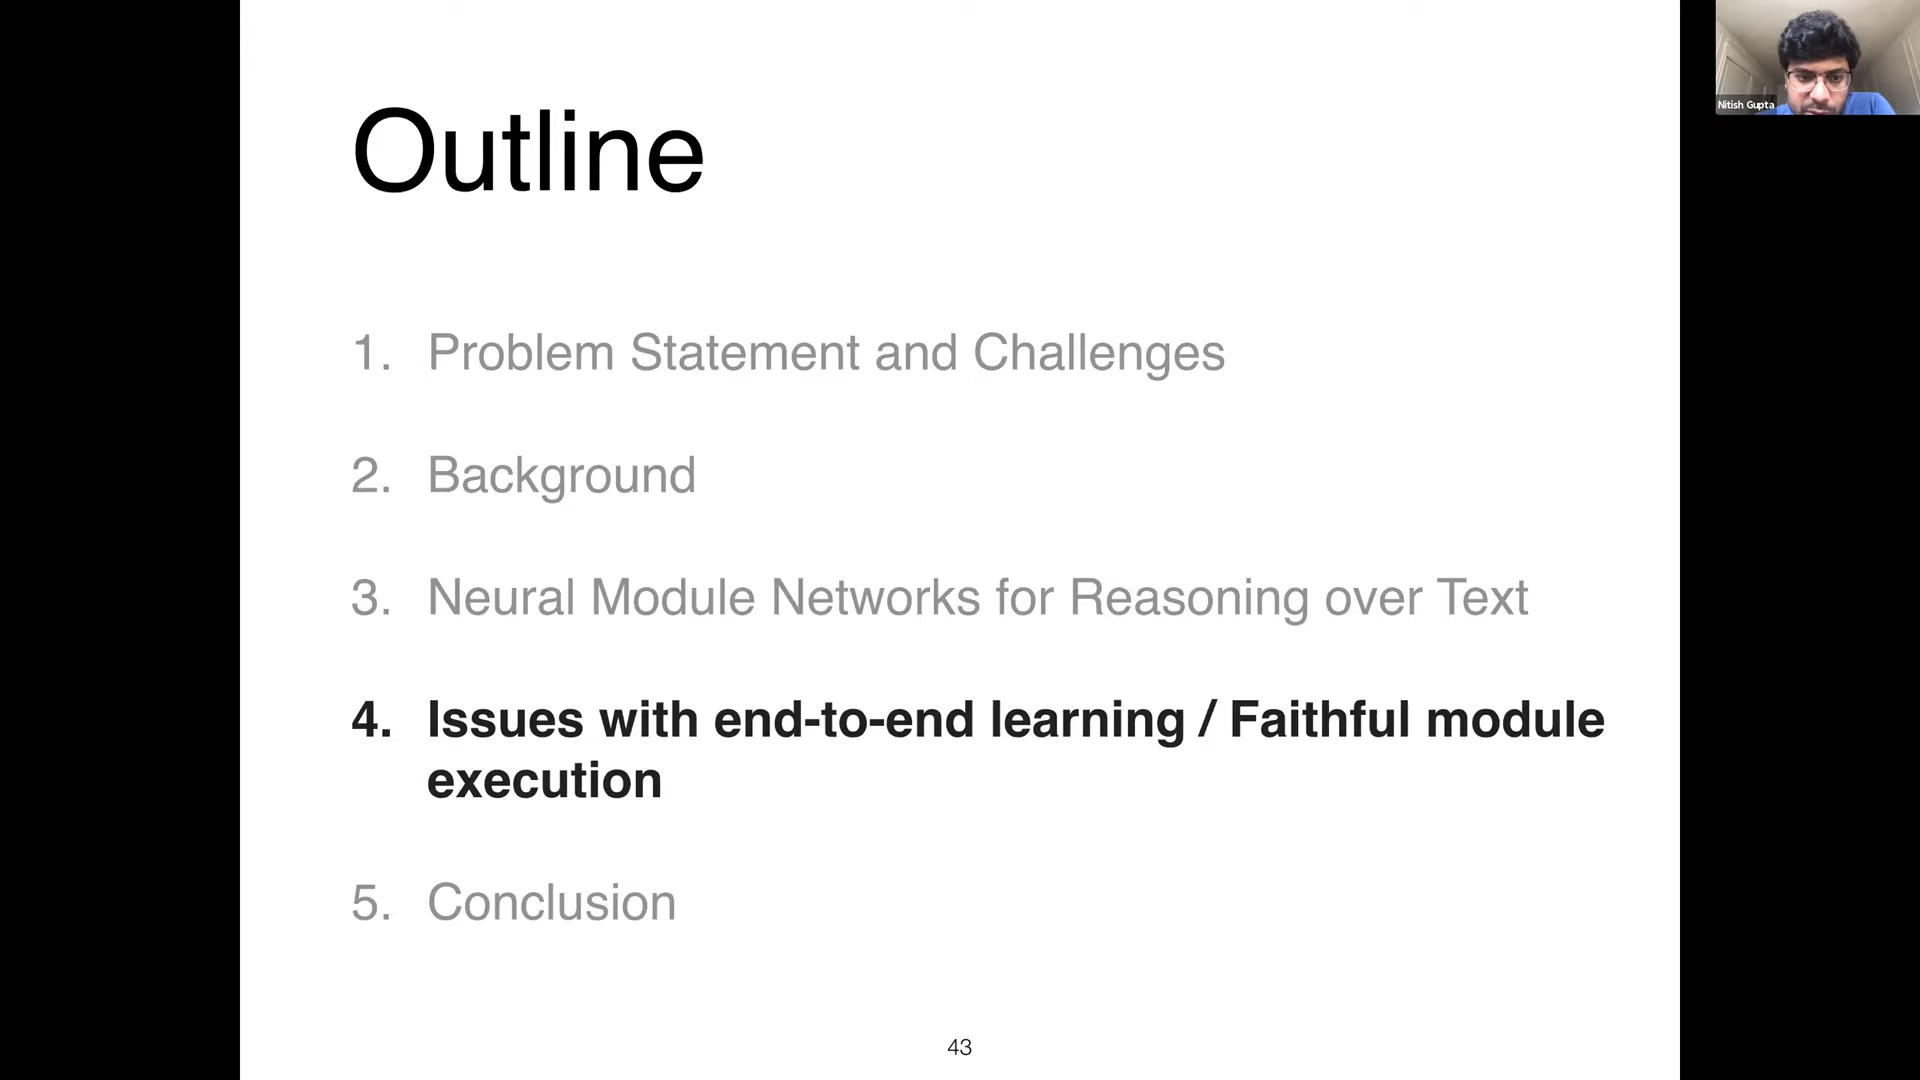 Outline
1. Problem Statement and Challenges
2. Background
3. Neural Module Networks for Reasoning over Text
4. Issues with end-to-end learning / Faithful module
execution
5. Conclusion
43
Nitish Gupta